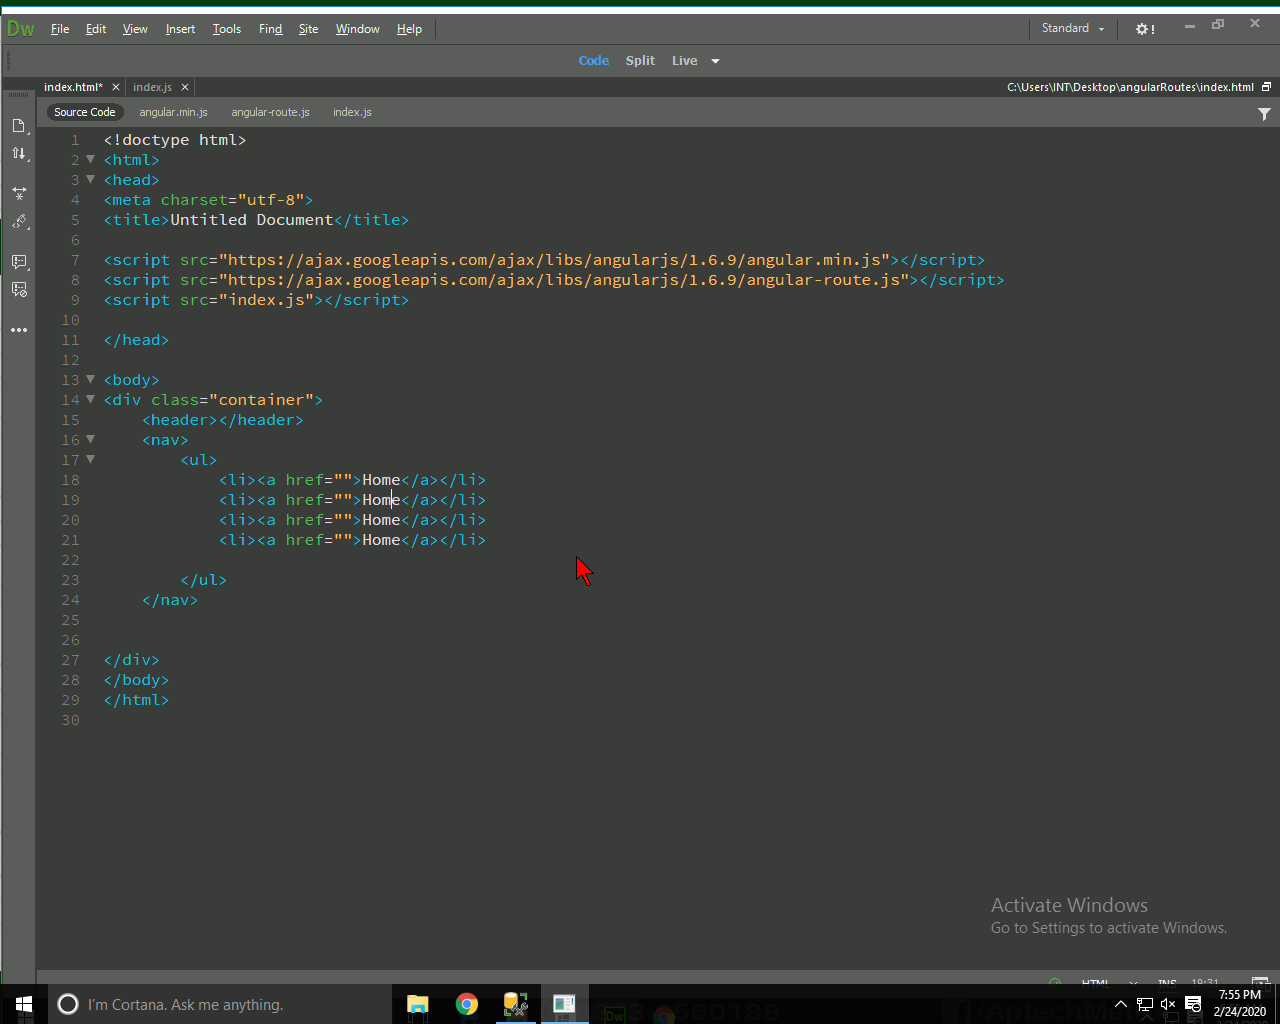 Dw File Edit View Insert Tools Find Site Window Help Standard !
Code Split Live
index.html* × index.js × C:\Users\INT\Desktop\angularRoutes\index.html
Source Code angular.min.js angular-route.js index.js
1 <!doctype html>
2 <html>
3 <head>
4 <meta charset="utf-8">
5 <title>Untitled Document</title>
6
7 <script src="https://ajax.googleapis.com/ajax/libs/angularjs/1.6.9/angular.min.js"></script>
8 <script src="https://ajax.googleapis.com/ajax/libs/angularjs/1.6.9/angular-route.js"></script>
9 <script src="index.js"></script>
10
11 </head>
12
13 <body>
14 <div class="container">
15 <header></header>
16 <nav>
17 <ul>
18 <li><a href="">Home</a></li>
19 <li><a href="">Home</a></li>
20 <li><a href="">Home</a></li>
21 <li><a href="">Home</a></li>
22
23 </ul>
24 </nav>
25
26
27 </div>
28 </body>
29 </html>
30
Activate Windows
Go to Settings to activate Windows.
HTML INS 19:31
I'm Cortana. Ask me anything.
7:55 PM
2/24/2020